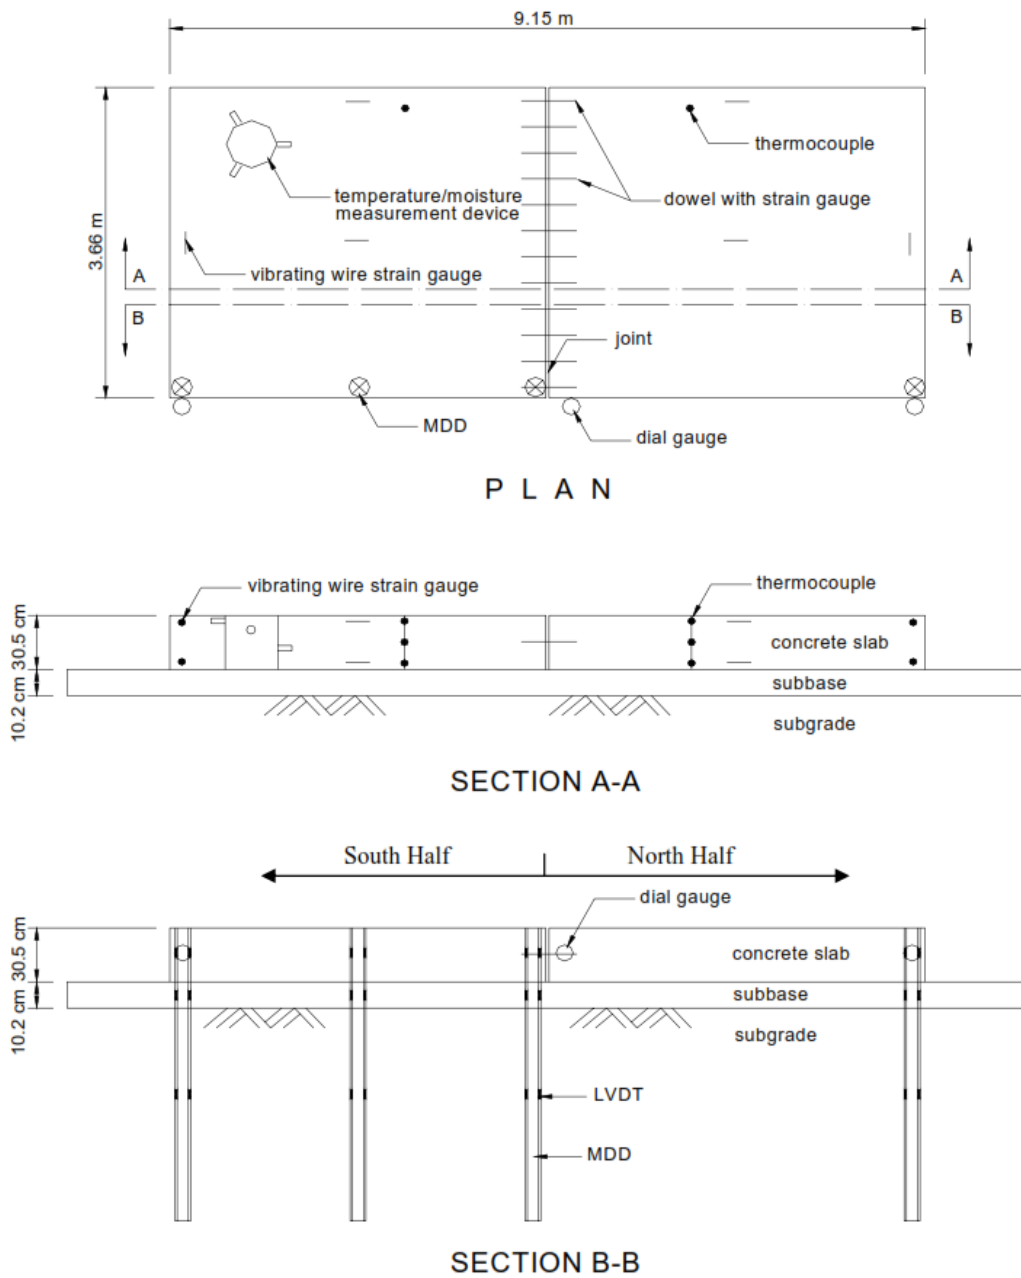 9.15 m
3.66 m
thermocouple
temperature/moisture
measurement device
dowel with strain gauge
vibrating wire strain gauge
A
A
B
B
joint
MDD
dial gauge
P L A N
vibrating wire strain gauge
thermocouple
30.5 cm
concrete slab
10.2 cm
subbase
subgrade
SECTION A-A
South Half
North Half
dial gauge
30.5 cm
concrete slab
10.2 cm
subbase
subgrade
LVDT
MDD
SECTION B-B